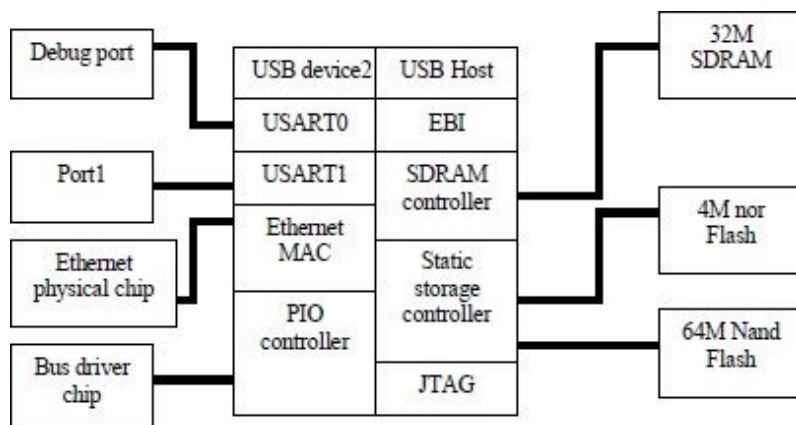 Debug port
Port1
Ethernet
physical chip
Bus driver
chip
USB device2
USART0
USART1
Ethernet
MAC
PIO
controller
USB Host
EBI
SDRAM
controller
Static
storage
controller
JTAG
32M
SDRAM
4M nor
Flash
64M Nand
Flash